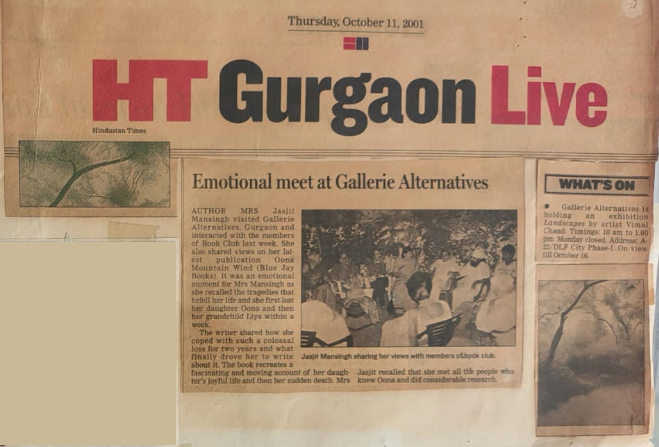 Thursday, October 11, 2001
HT Gurgaon Live
Hindustan Times
Emotional meet at Gallerie Alternatives
AUTHOR MRS Jasjit
Mansingh visited Gallerie
Alternatives, Gurgaon and
interacted with the members
of Book Club last week. She
also shared views on her lat-
est publication Oona
Mountain Wind (Blue Jay
Books). It was an emotional
moment for Mrs Mansingh as
she recalled the tragedies that
befell her life and she first lost
her daughter Oona and then
her grandchild Liya within a
week.
The writer shared how she
coped with such a colossal
loss for two years and what
finally drove her to write
about it. The book recreates a
fascinating and moving account of her daugh-
ter's joyful life and then her sudden death. Mrs
Jasjit Mansingh sharing her views with members of book club.
Jasjit recalled that she met all the people who
knew Oona and did considerable research.
WHAT'S ON
● Gallerie Alternatives is
holding an exhibition
Landscapes by artist Vimal
Chand. Timings: 10 am to 1.00
pm Monday closed. Address: A-
22/DLF City Phase-I. On view
till October 16.